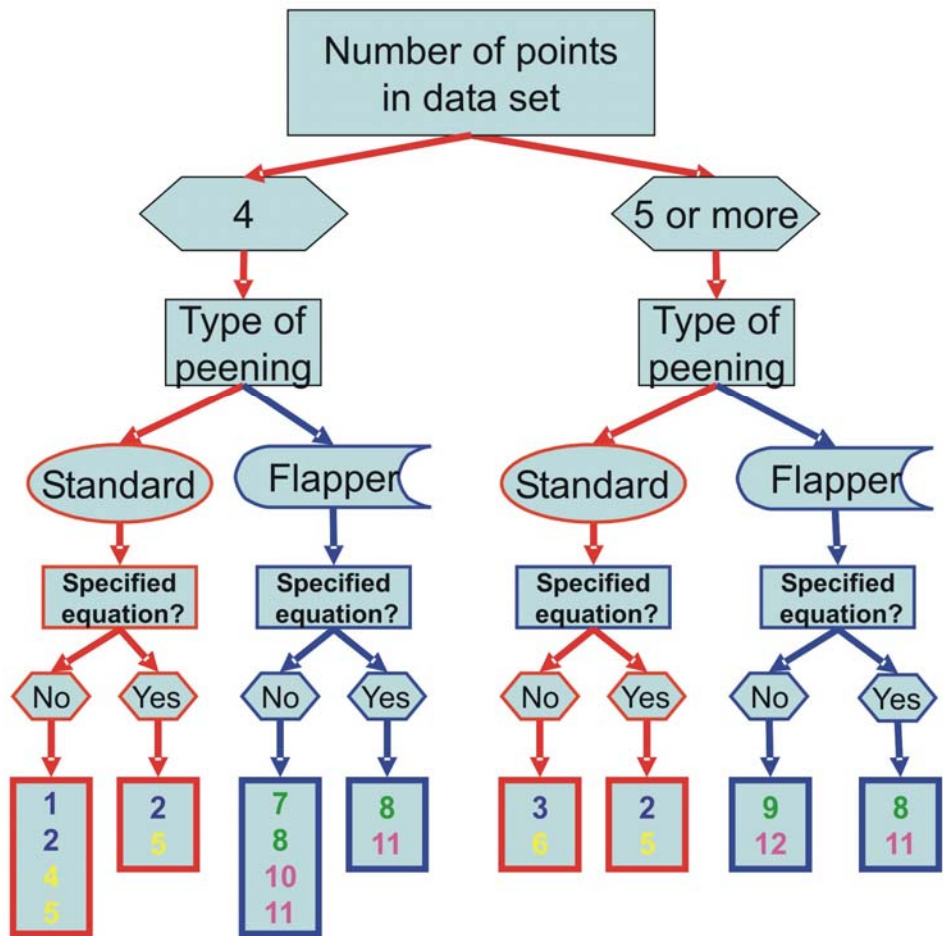 Number of points
in data set
4
5 or more
Type of
peening
Type of
peening
Standard
Flapper
Standard
Flapper
Specified
equation?
Specified
equation?
Specified
equation?
Specified
equation?
No
Yes
No
Yes
No
Yes
No
Yes
1
2
4
5
2
5
7
8
10
11
8
11
3
6
2
5
9
12
8
11